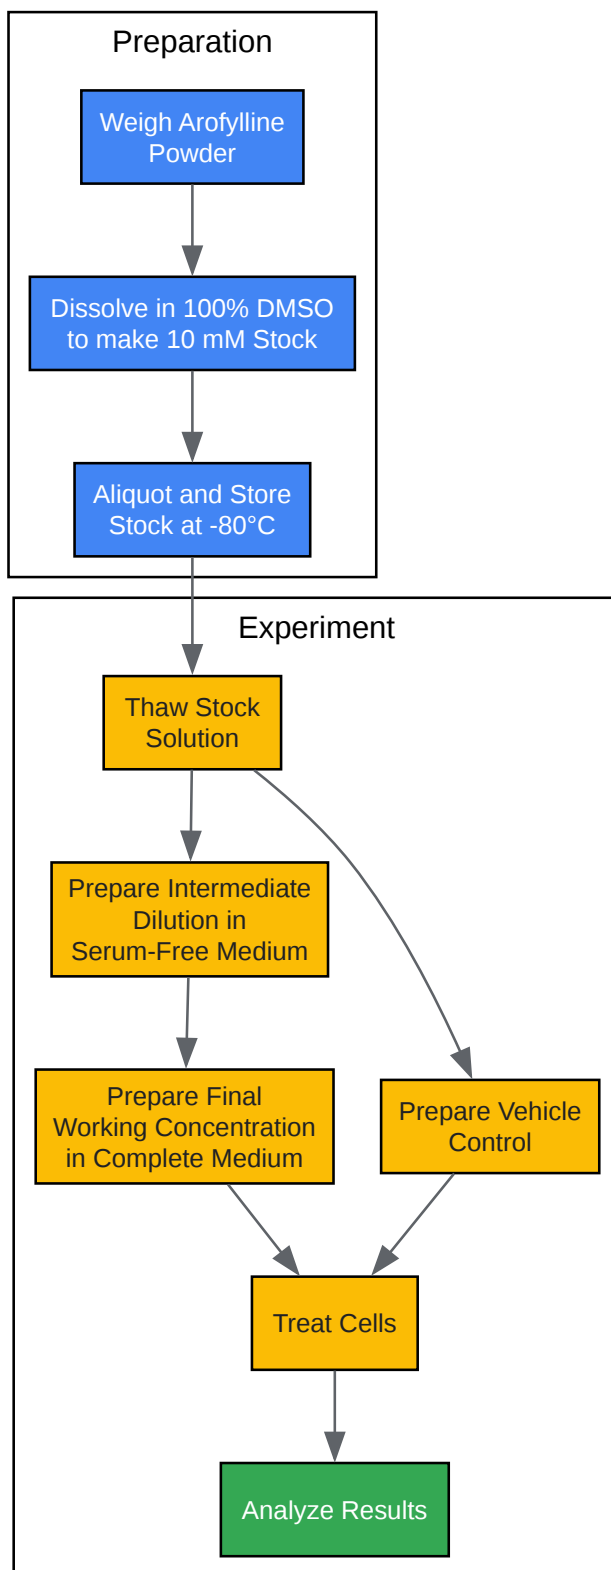 Preparation
Weigh Arofylline
Powder
Dissolve in 100% DMSO
to make 10 mM Stock
Aliquot and Store
Stock at -80°C
Experiment
Thaw Stock
Solution
Prepare Intermediate
Dilution in
Serum-Free Medium
Prepare Final
Working Concentration
in Complete Medium
Prepare Vehicle
Control
Treat Cells
Analyze Results